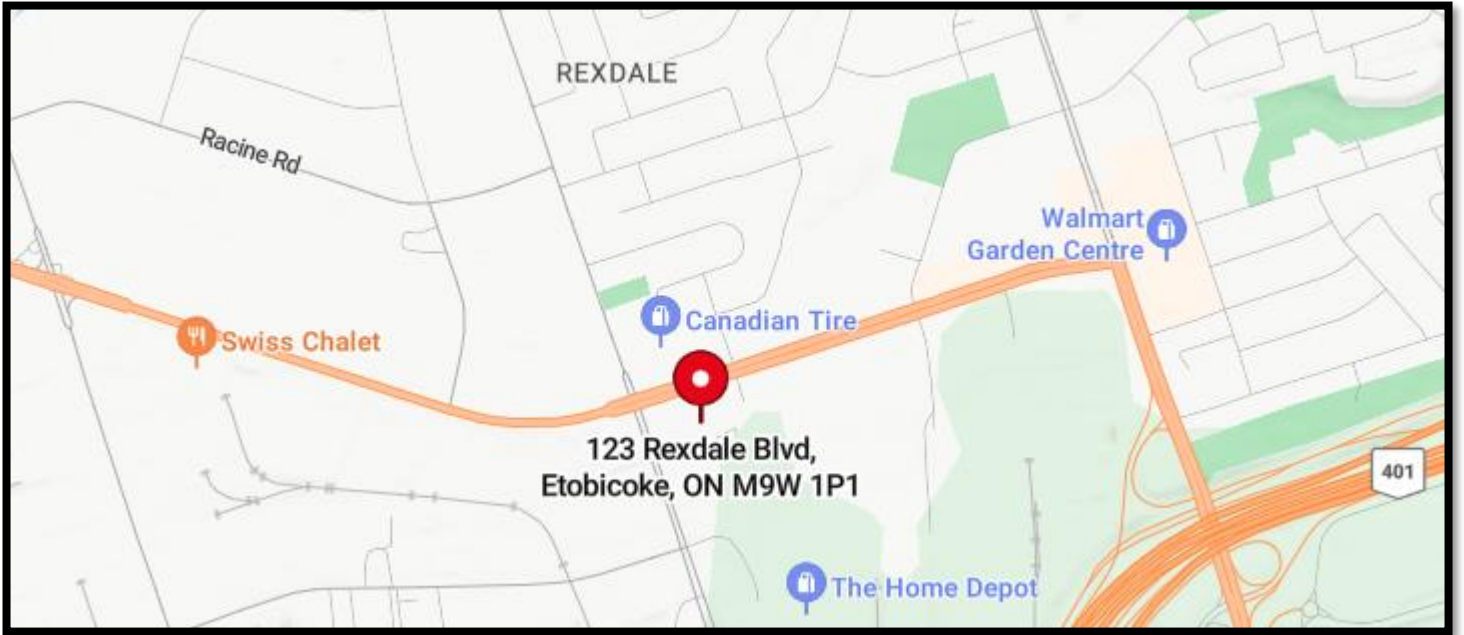 REXDALE
Racine Rd
Walmart
Garden Centre
Canadian Tire
Swiss Chalet
123 Rexdale Blvd,
Etobicoke, ON M9W 1P1
401
The Home Depot